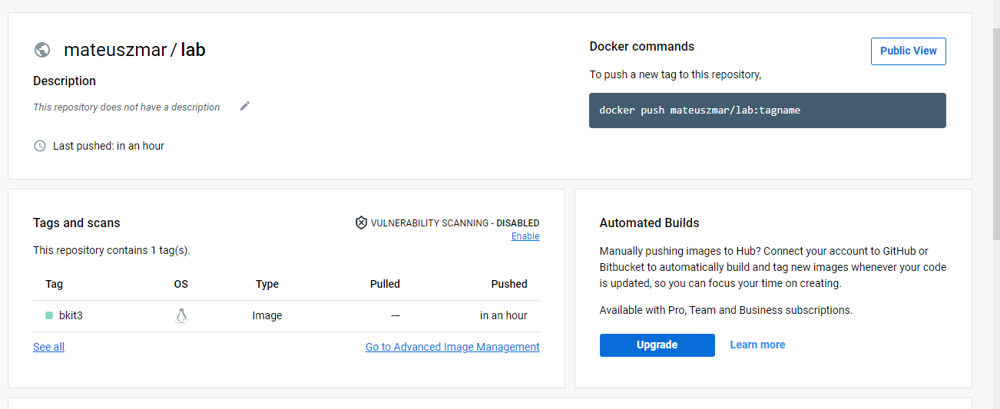 mateuszmar / lab
Description
This repository does not have a description
Last pushed: in an hour
Docker commands
Public View
To push a new tag to this repository,
docker push mateuszmar/lab:tagname
Tags and scans
VULNERABILITY SCANNING - DISABLED
Enable
This repository contains 1 tag(s).
Tag OS Type Pulled Pushed
bkit3 Image --- in an hour
See all
Go to Advanced Image Management
Automated Builds
Manually pushing images to Hub? Connect your account to GitHub or
Bitbucket to automatically build and tag new images whenever your code
is updated, so you can focus your time on creating.
Available with Pro, Team and Business subscriptions.
Upgrade
Learn more